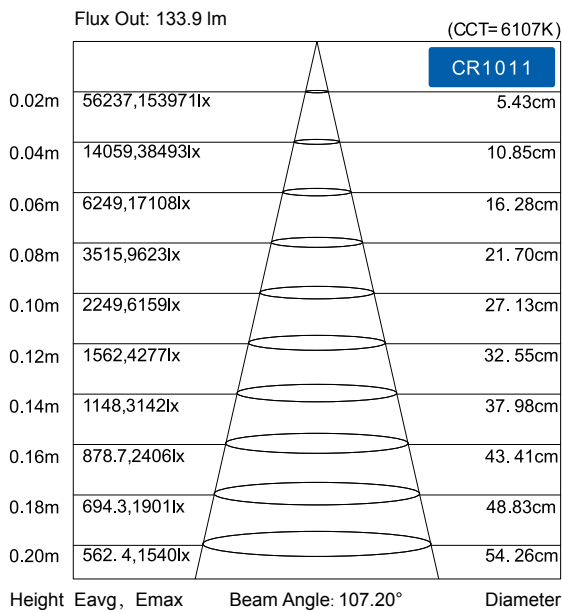 Flux Out: 133.9 lm
(CCT= 6107K)
CR1011
0.02m 56237,153971lx 5.43cm
0.04m 14059,38493lx 10.85cm
0.06m 6249,17108lx 16.28cm
0.08m 3515,9623lx 21.70cm
0.10m 2249,6159lx 27.13cm
0.12m 1562,4277lx 32.55cm
0.14m 1148,3142lx 37.98cm
0.16m 878.7,2406lx 43.41cm
0.18m 694.3,1901lx 48.83cm
0.20m 562.4,1540lx 54.26cm
Height Eavg, Emax Beam Angle: 107.20° Diameter